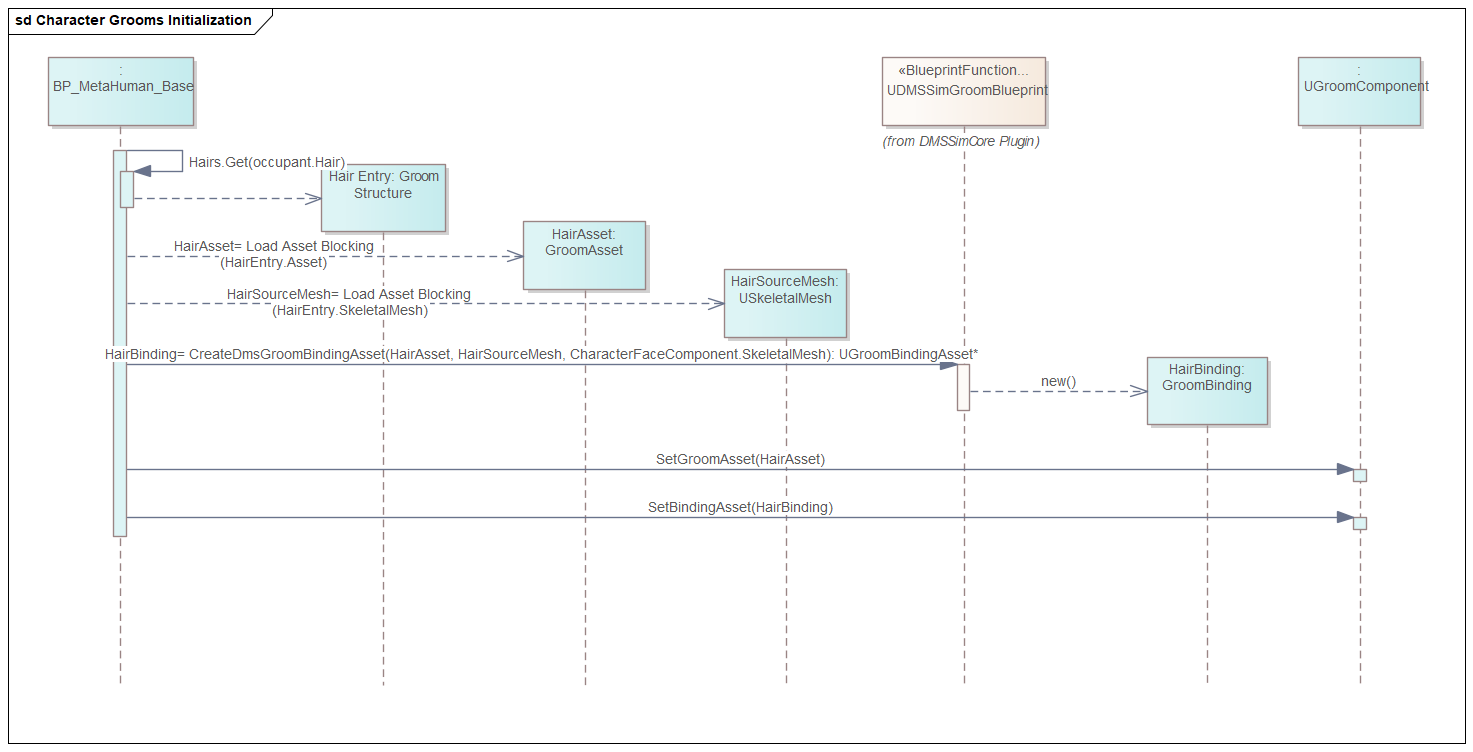 sd Character Grooms Initialization
:
BP_MetaHuman_Base
«BlueprintFunction...
UDMSSimGroomBlueprint
(from DMSSimCore Plugin)
:
UGroomComponent
Hairs.Get(occupant.Hair)
Hair Entry: Groom
Structure
HairAsset:
GroomAsset
HairAsset= Load Asset Blocking
(HairEntry.Asset)
HairSourceMesh:
USkeletalMesh
HairSourceMesh= Load Asset Blocking
(HairEntry.SkeletalMesh)
HairBinding= CreateDmsGroomBindingAsset(HairAsset, HairSourceMesh, CharacterFaceComponent.SkeletalMesh): UGroomBindingAsset*
HairBinding:
GroomBinding
new()
SetGroomAsset(HairAsset)
SetBindingAsset(HairBinding)